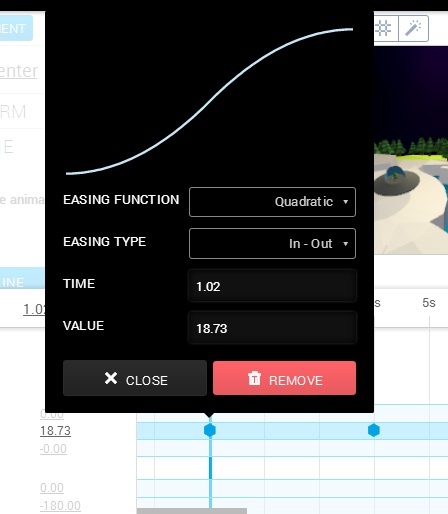 ENT
enter
RM
E
e anima
EASING FUNCTION
Quadratic
EASING TYPE
In - Out
TIME
1.02
VALUE
18.73
INE
1.02
s
5s
CLOSE
REMOVE
0.00
18.73
-0.00
0.00
-180.00